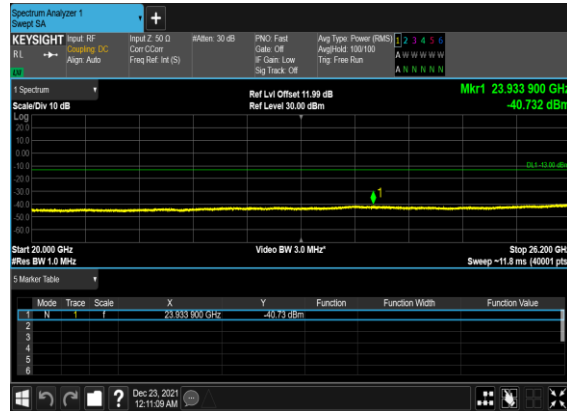 Spectrum Analyzer 1
Swept SA
KEYSIGHT Input: RF Input Z: 50 Ω #Atten: 30 dB PNO: Fast Avg Type: Power (RMS) 1 2 3 4 5 6
RL Coupling: DC Corr CCorr Gate: Off Avg|Hold: 100/100 A W W W W W
Align: Auto Freq Ref: Int (S) IF Gain: Low Trig: Free Run
Sig Track: Off A N N N N N
1 Spectrum Ref Lvl Offset 11.99 dB Mkr1 23.933 900 GHz
Scale/Div 10 dB Ref Level 30.00 dBm -40.732 dBm
Log
20.0
10.0
0.00
-10.0 DL1 -13.00 dBm
-20.0
-30.0 1
-40.0
-50.0
-60.0
Start 20.000 GHz Video BW 3.0 MHz* Stop 26.200 GHz
#Res BW 1.0 MHz Sweep ~11.8 ms (40001 pts)
5 Marker Table
Mode Trace Scale X Y Function Function Width Function Value
1 N 1 f 23.933 900 GHz -40.73 dBm
2
3
4
5
6
? Dec 23, 2021
12:11:09 AM